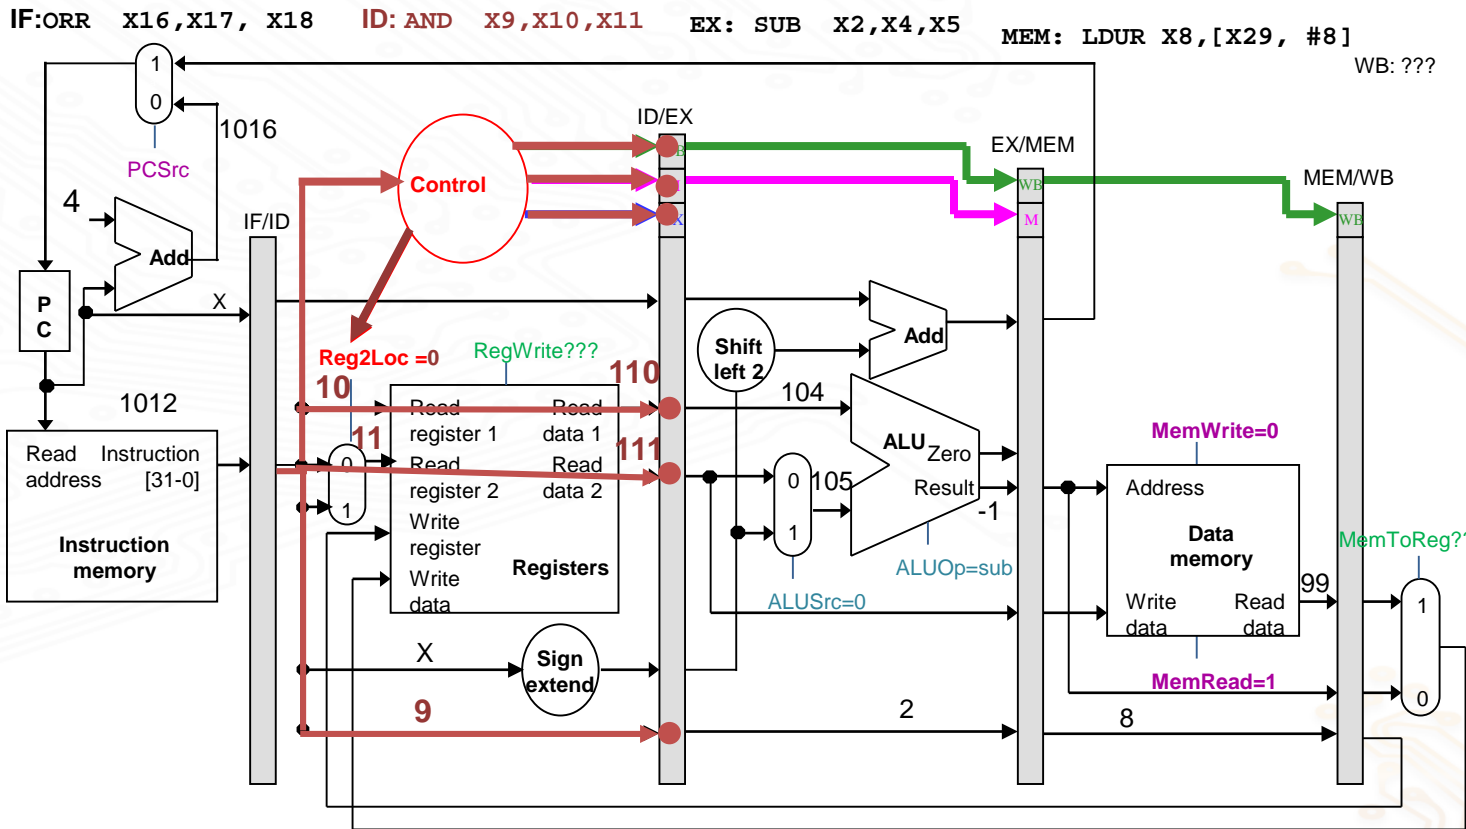 IF:ORR X16,X17, X18
ID: AND X9,X10,X11
EX: SUB X2,X4,X5
MEM: LDUR X8,[X29, #8]
WB: ???
1
0
1016
PCSrc
4
Add
P
C
X
1012
Read
address
Instruction
[31-0]
Instruction
memory
IF/ID
Control
Reg2Loc =0
RegWrite???
10
11
0
1
Read
register 1
Read
data 1
Read
register 2
Read
data 2
Write
register
Write
data
Registers
110
111
X
Sign
extend
9
ID/EX
Shift
left 2
Add
104
105
0
1
ALUSrc=0
ALU
Zero
Result
-1
ALUOp=sub
2
EX/MEM
WB
M
MemWrite=0
Address
Data
memory
Write
data
Read
data
99
MemRead=1
8
MEM/WB
WB
MemToReg??
1
0